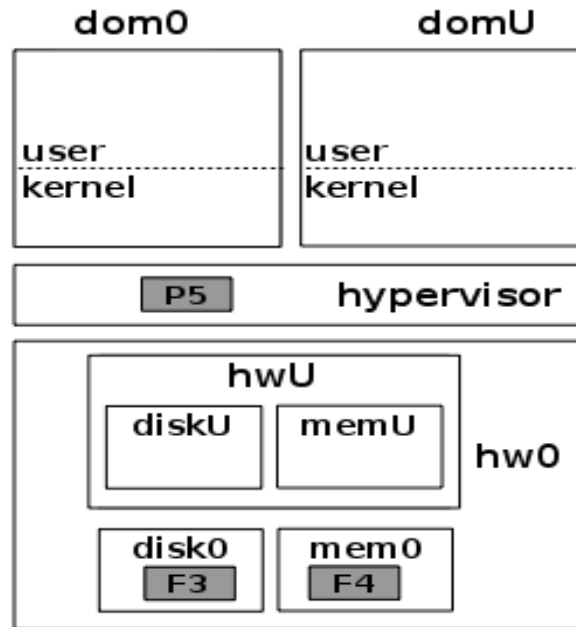 dom0 domU
user user
kernel kernel
P5 hypervisor
hwU
diskU memU
hw0
disk0 mem0
F3 F4